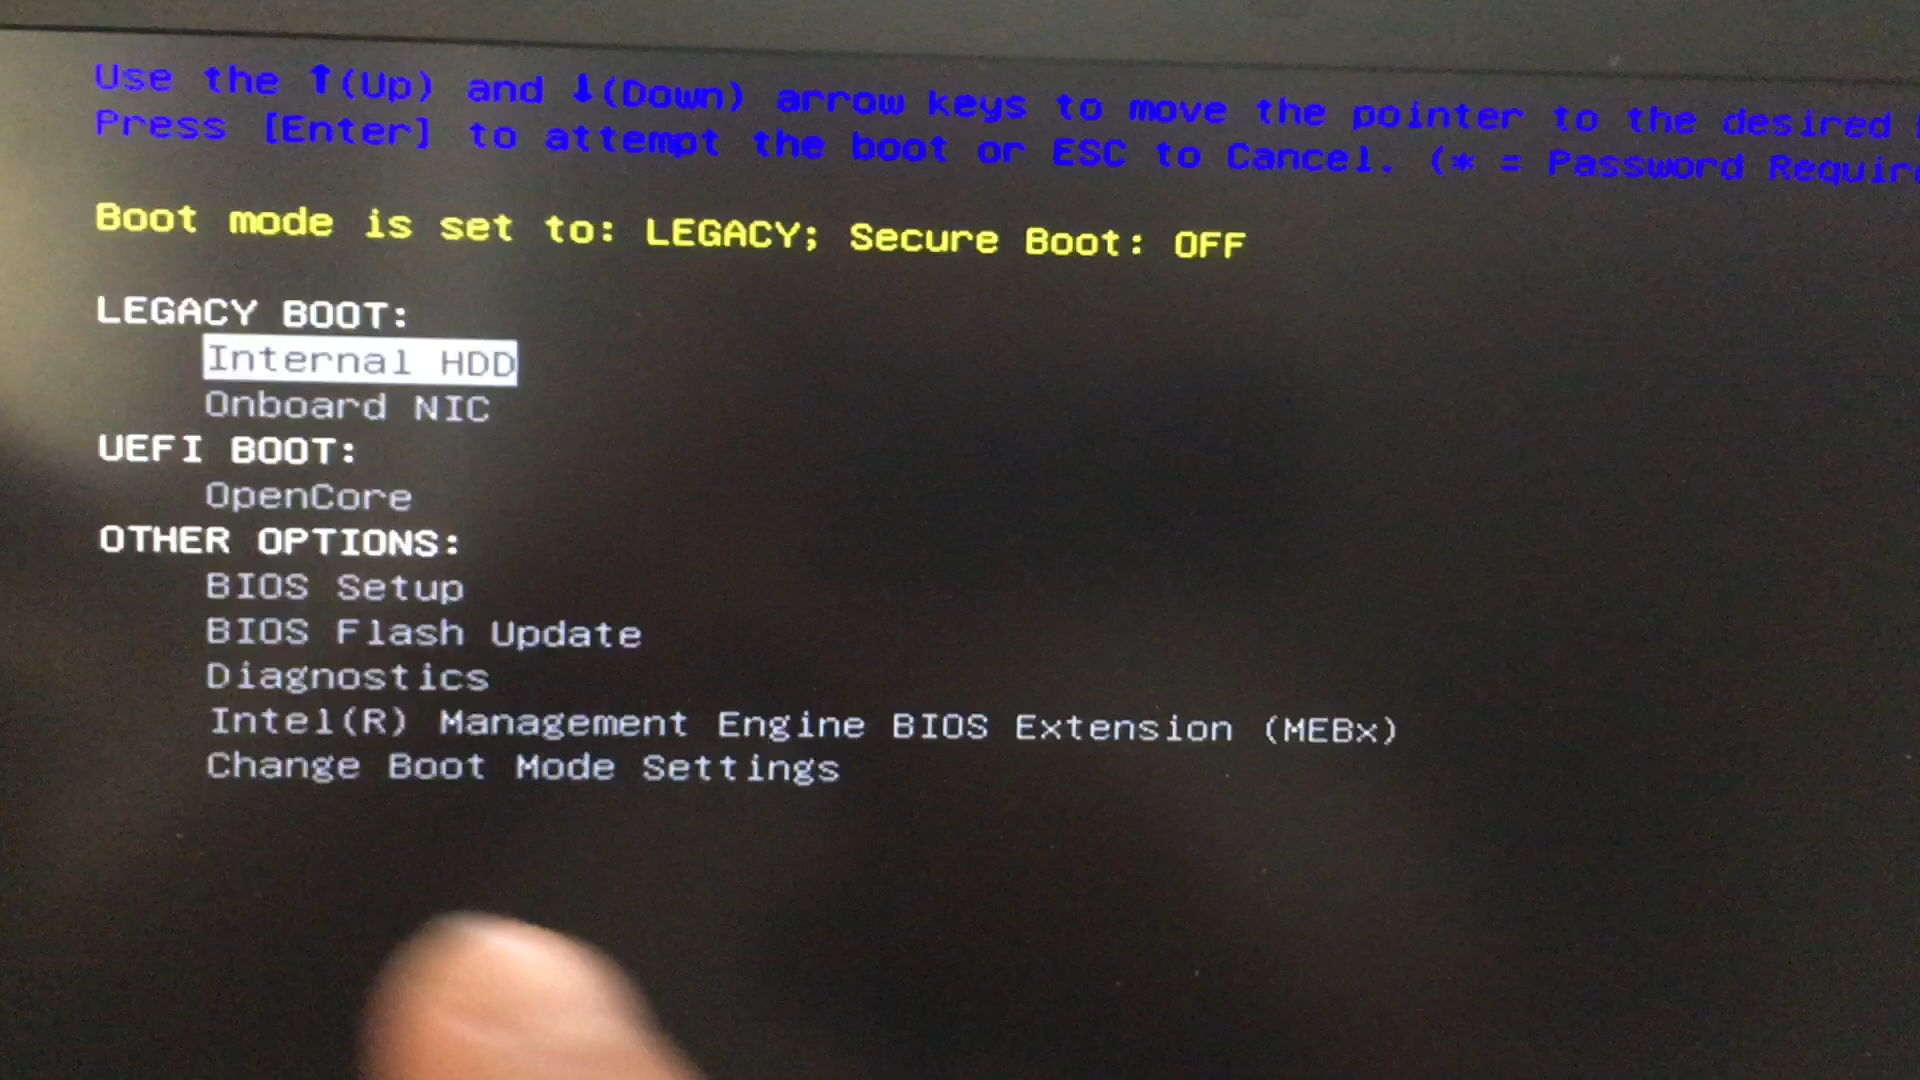 Use the ↑(Up) and ↓(Down) arrow keys to move the pointer to the desired
Press [Enter] to attempt the boot or ESC to Cancel. (* = Password
Boot mode is set to: LEGACY; Secure Boot: OFF
LEGACY BOOT:
Internal HDD
Onboard NIC
UEFI BOOT:
OpenCore
OTHER OPTIONS:
BIOS Setup
BIOS Flash Update
Diagnostics
Intel(R) Management Engine BIOS Extension (MEBx)
Change Boot Mode Settings